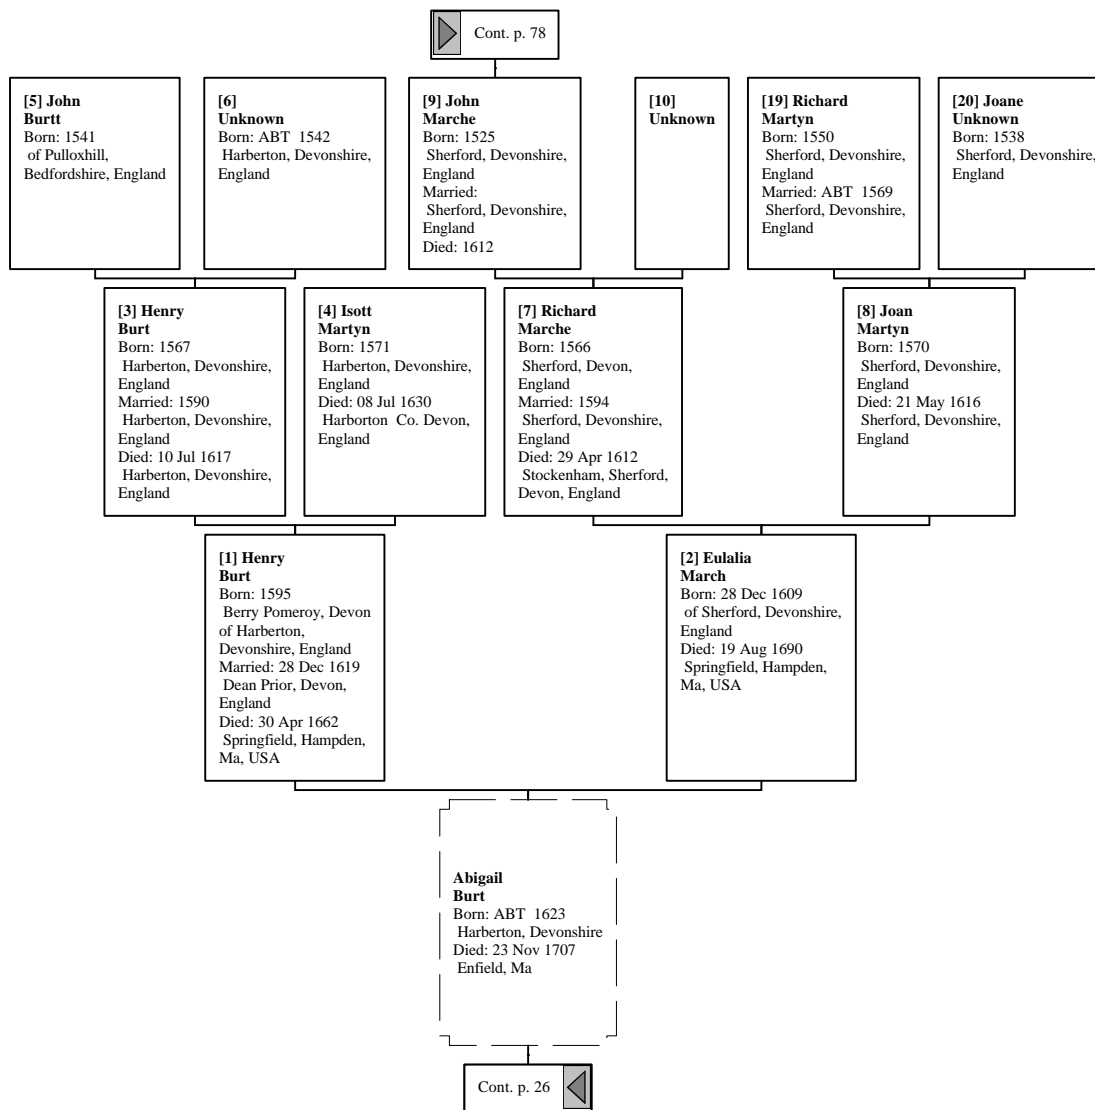 Cont. p. 78
[5] John
Burtt
Born: 1541
of Pulloxhill,
Bedfordshire, England
[6]
Unknown
Born: ABT 1542
Harberton, Devonshire,
England
[9] John
Marche
Born: 1525
Sherford, Devonshire,
England
Married:
Sherford, Devonshire,
England
Died: 1612
[10]
Unknown
[19] Richard
Martyn
Born: 1550
Sherford, Devonshire,
England
Married: ABT 1569
Sherford, Devonshire,
England
[20] Joane
Unknown
Born: 1538
Sherford, Devonshire,
England
[3] Henry
Burt
Born: 1567
Harberton, Devonshire,
England
Married: 1590
Harberton, Devonshire,
England
Died: 10 Jul 1617
Harberton, Devonshire,
England
[4] Isott
Martyn
Born: 1571
Harberton, Devonshire,
England
Died: 08 Jul 1630
Harborton Co. Devon,
England
[7] Richard
Marche
Born: 1566
Sherford, Devon,
England
Married: 1594
Sherford, Devonshire,
England
Died: 29 Apr 1612
Stockenham, Sherford,
Devon, England
[8] Joan
Martyn
Born: 1570
Sherford, Devonshire,
England
Died: 21 May 1616
Sherford, Devonshire,
England
[1] Henry
Burt
Born: 1595
Berry Pomeroy, Devon
of Harberton,
Devonshire, England
Married: 28 Dec 1619
Dean Prior, Devon,
England
Died: 30 Apr 1662
Springfield, Hampden,
Ma, USA
[2] Eulalia
March
Born: 28 Dec 1609
of Sherford, Devonshire,
England
Died: 19 Aug 1690
Springfield, Hampden,
Ma, USA
Abigail
Burt
Born: ABT 1623
Harberton, Devonshire
Died: 23 Nov 1707
Enfield, Ma
Cont. p. 26